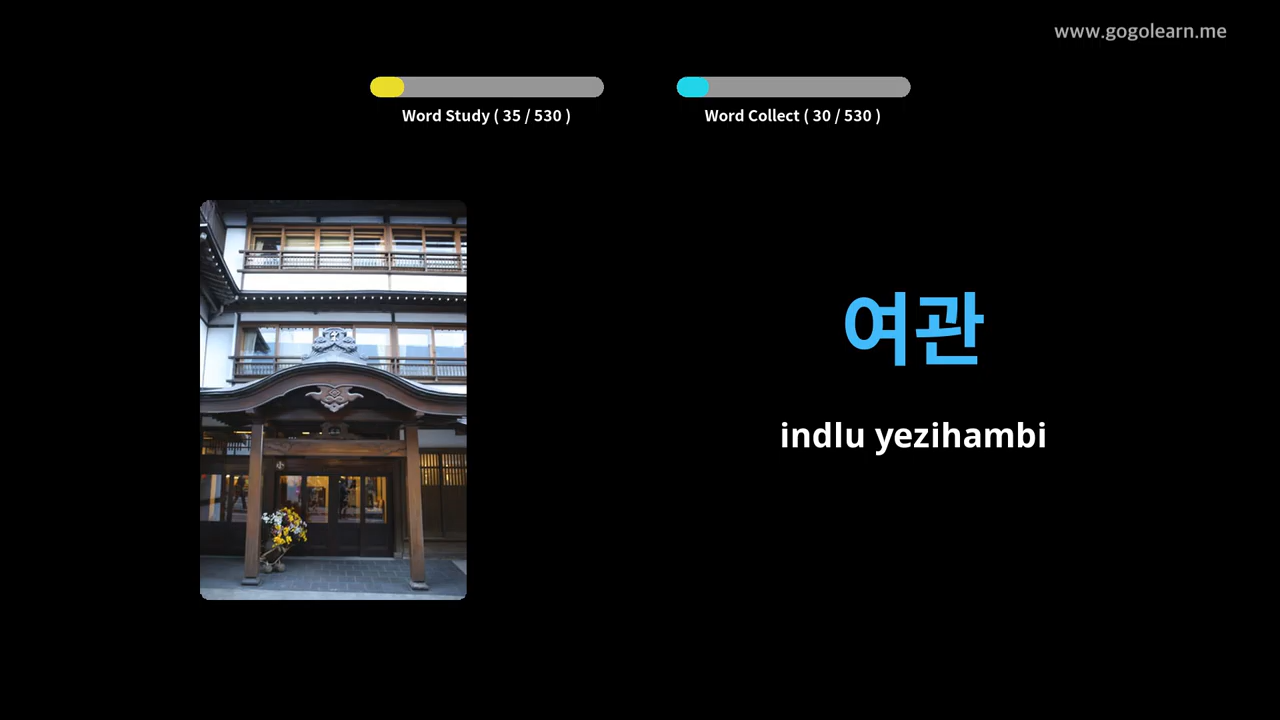 www.gogolearn.me
Word Study ( 35 / 530 )
Word Collect ( 30 / 530 )
여관
indlu yezihambi